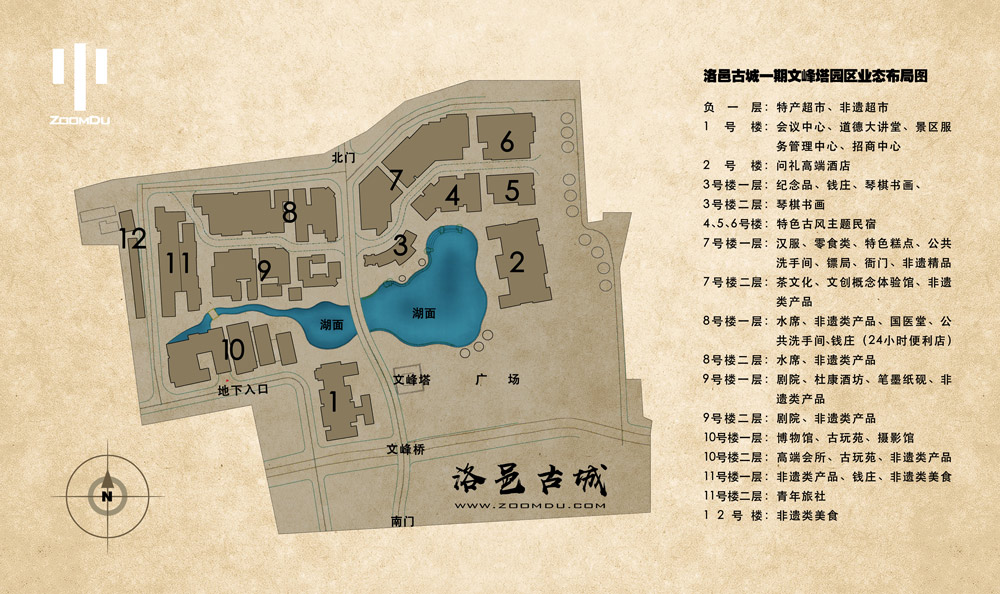 ZOOMDU
洛邑古城一期文峰塔园区业态布局图
负一层：特产超市、非遗超市
1号楼：会议中心、道德大讲堂、景区服
务管理中心、招商中心
2号楼：问礼高端酒店
3号楼一层：纪念品、钱庄、琴棋书画、
3号楼二层：琴棋书画
4、5、6号楼：特色古风主题民宿
7号楼一层：汉服、零食类、特色糕点、公共
洗手间、镖局、衙门、非遗精品
7号楼二层：茶文化、文创概念体验馆、非遗
类产品
8号楼一层：水席、非遗类产品、国医堂、公
共洗手间、钱庄（24小时便利店）
8号楼二层：水席、非遗类产品
9号楼一层：剧院、杜康酒坊、笔墨纸砚、非
遗类产品
9号楼二层：剧院、非遗类产品
10号楼一层：博物馆、古玩苑、摄影馆
10号楼二层：高端会所、古玩苑、非遗类产品
11号楼一层：非遗类产品、钱庄、非遗类美食
11号楼二层：青年旅社
12号楼：非遗类美食
北门
6
7
4
5
8
12
3
11
9
2
湖面
湖面
10
文峰塔
广场
地下入口
1
文峰桥
洛邑古城
WWW.ZOOMDU.COM
N
南门